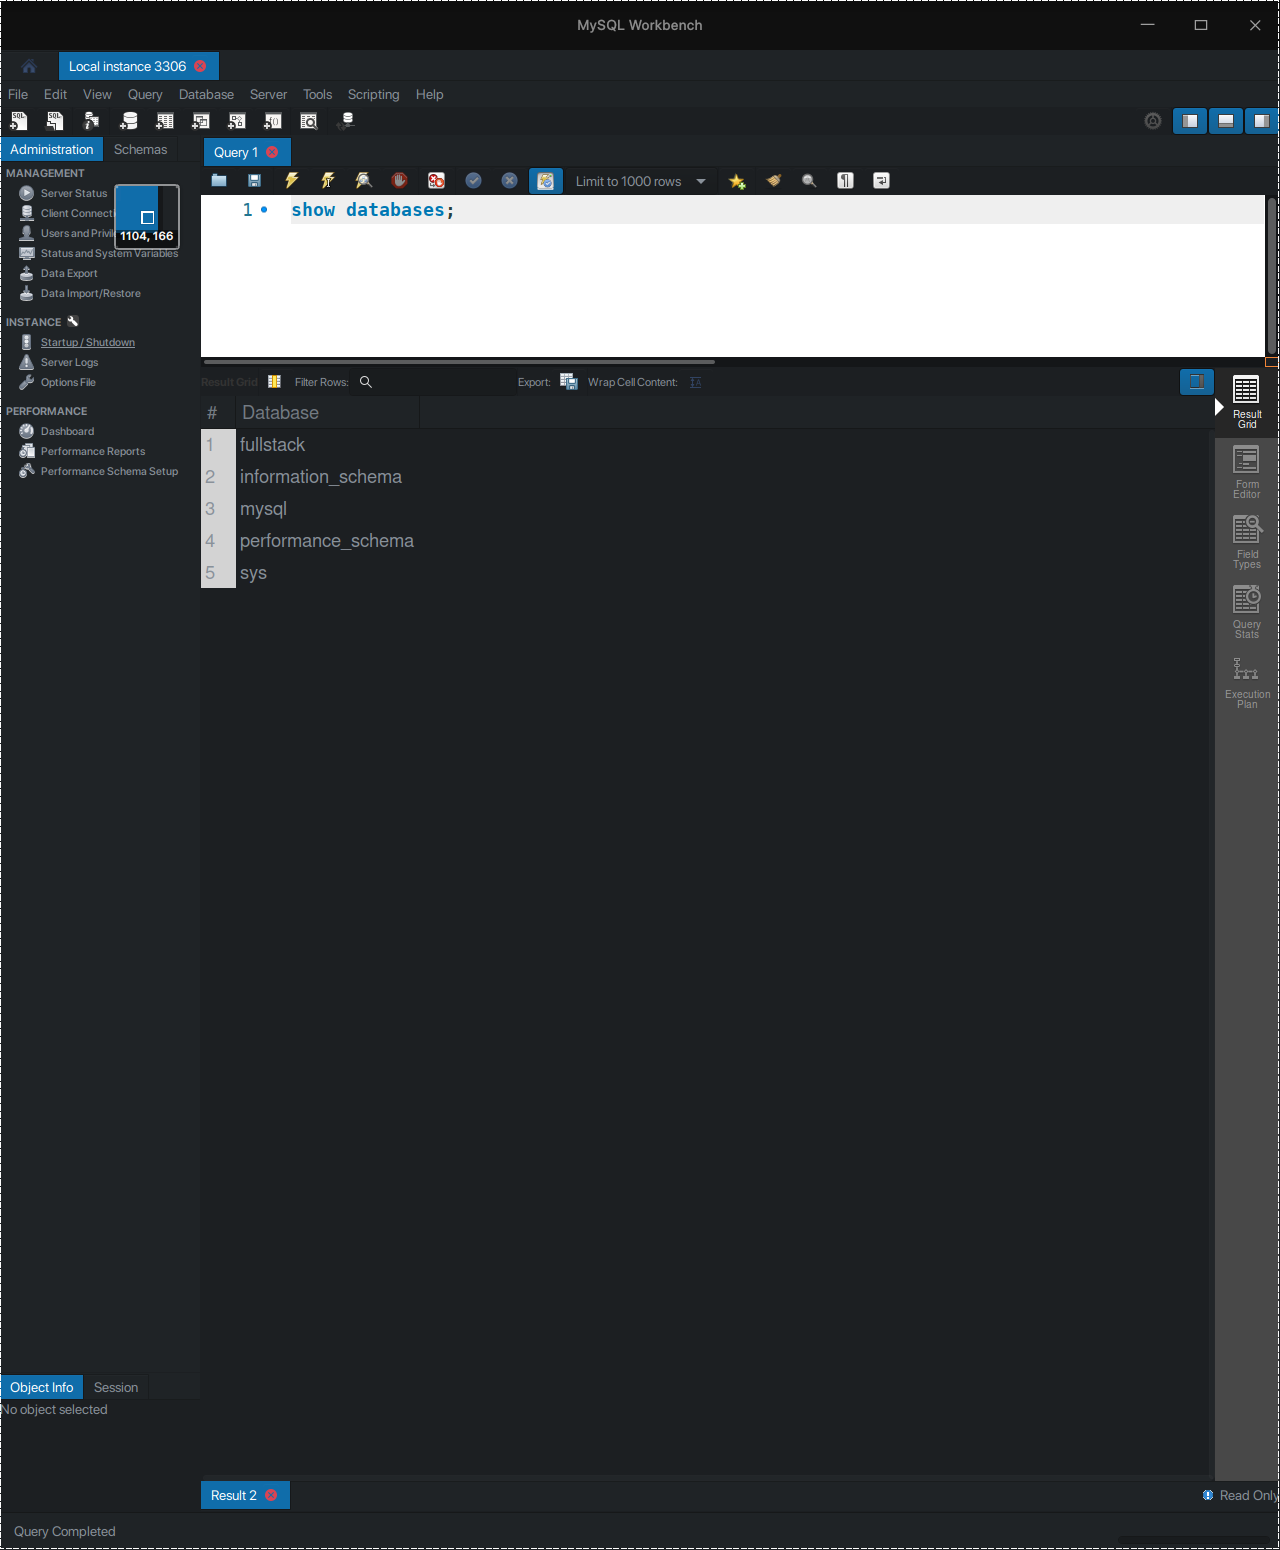 MySQL Workbench
Local instance 3306
File Edit View Query Database Server Tools Scripting Help
Administration Schemas
Query 1
MANAGEMENT
Server Status
Client Connecti
Users and Privil
Status and System Variables
Data Export
Data Import/Restore
1104, 166
INSTANCE
Startup / Shutdown
Server Logs
Options File
PERFORMANCE
Dashboard
Performance Reports
Performance Schema Setup
Limit to 1000 rows
1 show databases;
Result Grid Filter Rows: Export: Wrap Cell Content:
# Database
1 fullstack
2 information_schema
3 mysql
4 performance_schema
5 sys
Result
Grid
Form
Editor
Field
Types
Query
Stats
Execution
Plan
Object Info Session
No object selected
Result 2
Read Only
Query Completed